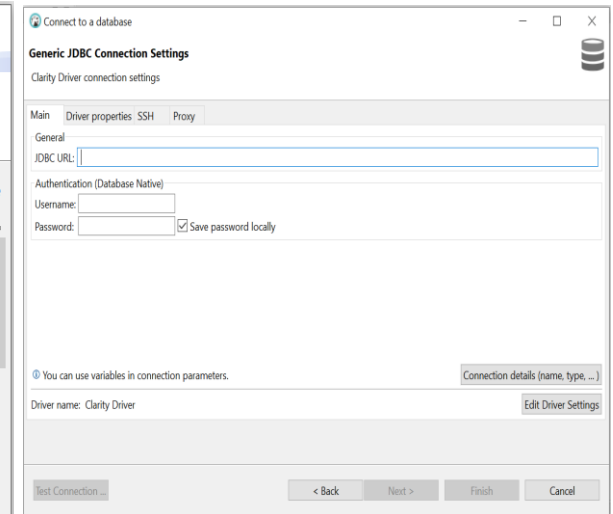 Connect to a database
Generic JDBC Connection Settings
Clarity Driver connection settings
Main Driver properties SSH Proxy
General
JDBC URL:
Authentication (Database Native)
Username:
Password: Save password locally
You can use variables in connection parameters. Connection details (name, type, ... )
Driver name: Clarity Driver Edit Driver Settings
Test Connection ... < Back Next > Finish Cancel